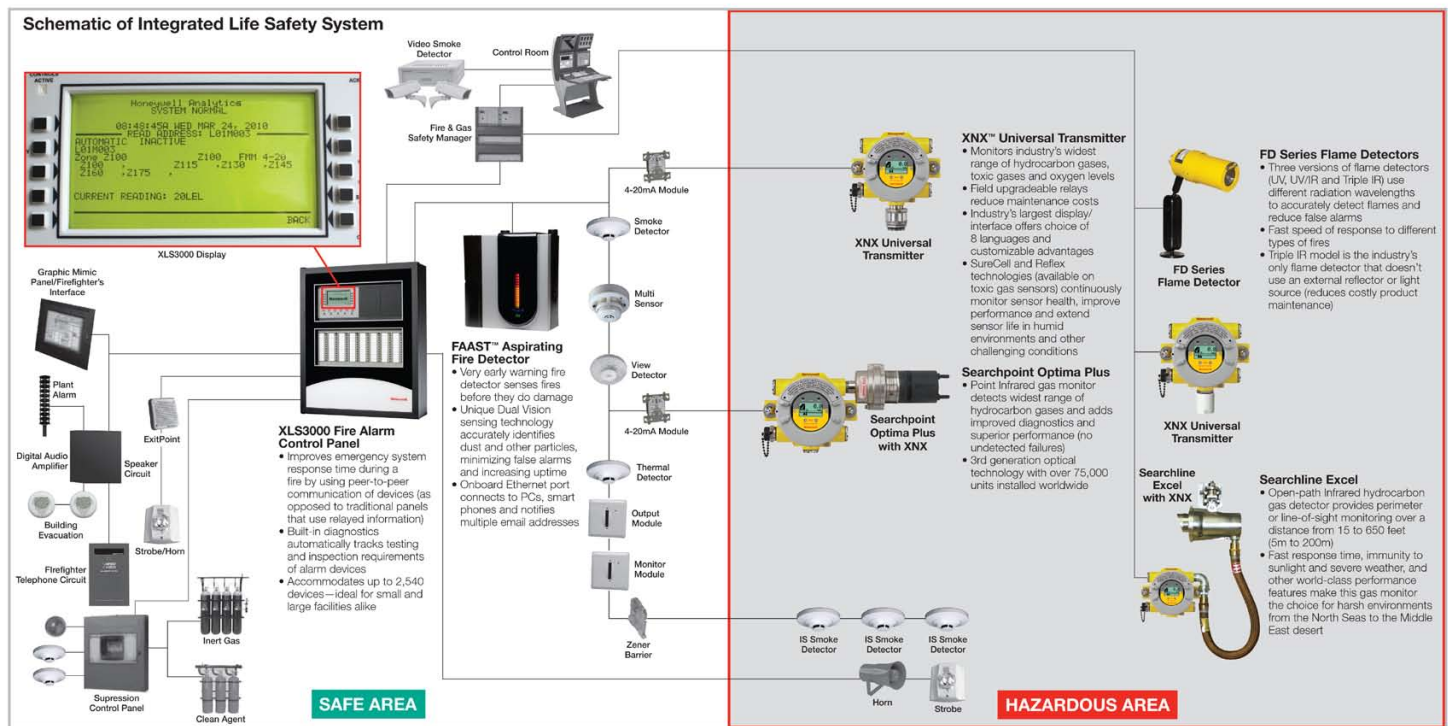 Schematic of Integrated Life Safety System
ACTIVE
Honeywell Analytics
SYSTEM NORMAL
08:48:45A WED MAR 24, 2010
READ ADDRESS: L01M003
AUTOMATIC INACTIVE
L01M003
Zone Z100 Z100 FMM 4-20
Z100 , Z115 ,Z130 ,Z145
Z160 ,Z175 ,
CURRENT READING: 20LEL
BACK
XLS3000 Display
Graphic Mimic
Panel/Firefighter's
Interface
Plant
Alarm
Digital Audio
Amplifier
Speaker
Circuit
ExitPoint
Building
Evacuation
Strobe/Horn
FIrefighter
Telephone Circuit
Inert Gas
Supression
Control Panel
Clean Agent
XLS3000 Fire Alarm
Control Panel
• Improves emergency system
response time during a
fire by using peer-to-peer
communication of devices (as
opposed to traditional panels
that use relayed information)
• Built-in diagnostics
automatically tracks testing
and inspection requirements
of alarm devices
• Accommodates up to 2,540
devices—ideal for small and
large facilities alike
Video Smoke
Detector
Control Room
Fire & Gas
Safety Manager
FAAST™ Aspirating
Fire Detector
• Very early warning fire
detector senses fires
before they do damage
• Unique Dual Vision
sensing technology
accurately identifies
dust and other particles,
minimizing false alarms
and increasing uptime
• Onboard Ethernet port
connects to PCs, smart
phones and notifies
multiple email addresses
4-20mA Module
Smoke
Detector
Multi
Sensor
View
Detector
4-20mA Module
Thermal
Detector
Output
Module
Monitor
Module
Zener
Barrier
SAFE AREA
XNX Universal
Transmitter
XNX™ Universal Transmitter
• Monitors industry's widest
range of hydrocarbon gases,
toxic gases and oxygen levels
• Field upgradeable relays
reduce maintenance costs
• Industry's largest display/
interface offers choice of
8 languages and
customizable advantages
• SureCell and Reflex
technologies (available on
toxic gas sensors) continuously
monitor sensor health, improve
performance and extend
sensor life in humid
environments and other
challenging conditions
Searchpoint
Optima Plus
with XNX
Searchpoint Optima Plus
• Point Infrared gas monitor
detects widest range of
hydrocarbon gases and adds
improved diagnostics and
superior performance (no
undetected failures)
• 3rd generation optical
technology with over 75,000
units installed worldwide
FD Series
Flame Detector
FD Series Flame Detectors
• Three versions of flame detectors
(UV, UV/IR and Triple IR) use
different radiation wavelengths
to accurately detect flames and
reduce false alarms
• Fast speed of response to different
types of fires
• Triple IR model is the industry's
only flame detector that doesn't
use an external reflector or light
source (reduces costly product
maintenance)
XNX Universal
Transmitter
Searchline
Excel
with XNX
Searchline Excel
• Open-path Infrared hydrocarbon
gas detector provides perimeter
or line-of-sight monitoring over a
distance from 15 to 650 feet
(5m to 200m)
• Fast response time, immunity to
sunlight and severe weather, and
other world-class performance
features make this gas monitor
the choice for harsh environments
from the North Seas to the Middle
East desert
IS Smoke
Detector
IS Smoke
Detector
IS Smoke
Detector
Horn
Strobe
HAZARDOUS AREA